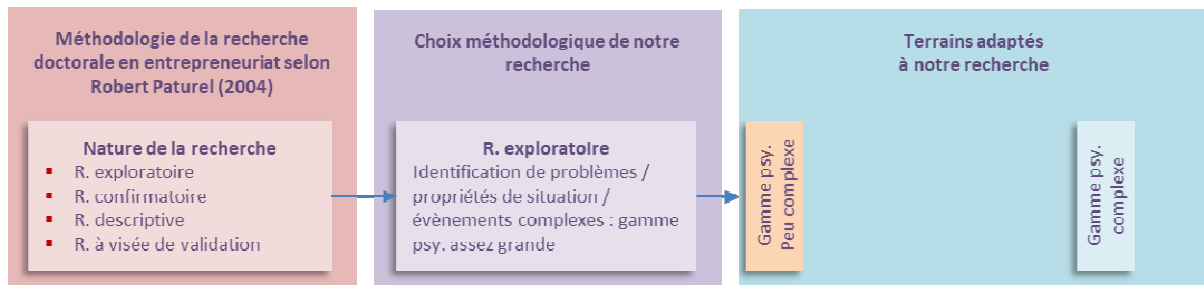 Méthodologie de la recherche
doctorale en entrepreneuriat selon
Robert Paturel (2004)
Nature de la recherche
R. exploratoire
R. confirmatoire
R. descriptive
R. à visée de validation
Choix méthodologique de notre
recherche
R. exploratoire
Identification de problèmes /
propriétés de situation /
évènements complexes : gamme
psy. assez grande
Terrains adaptés
à notre recherche
Gamme psy.
Peu complexe
Gamme psy.
complexe